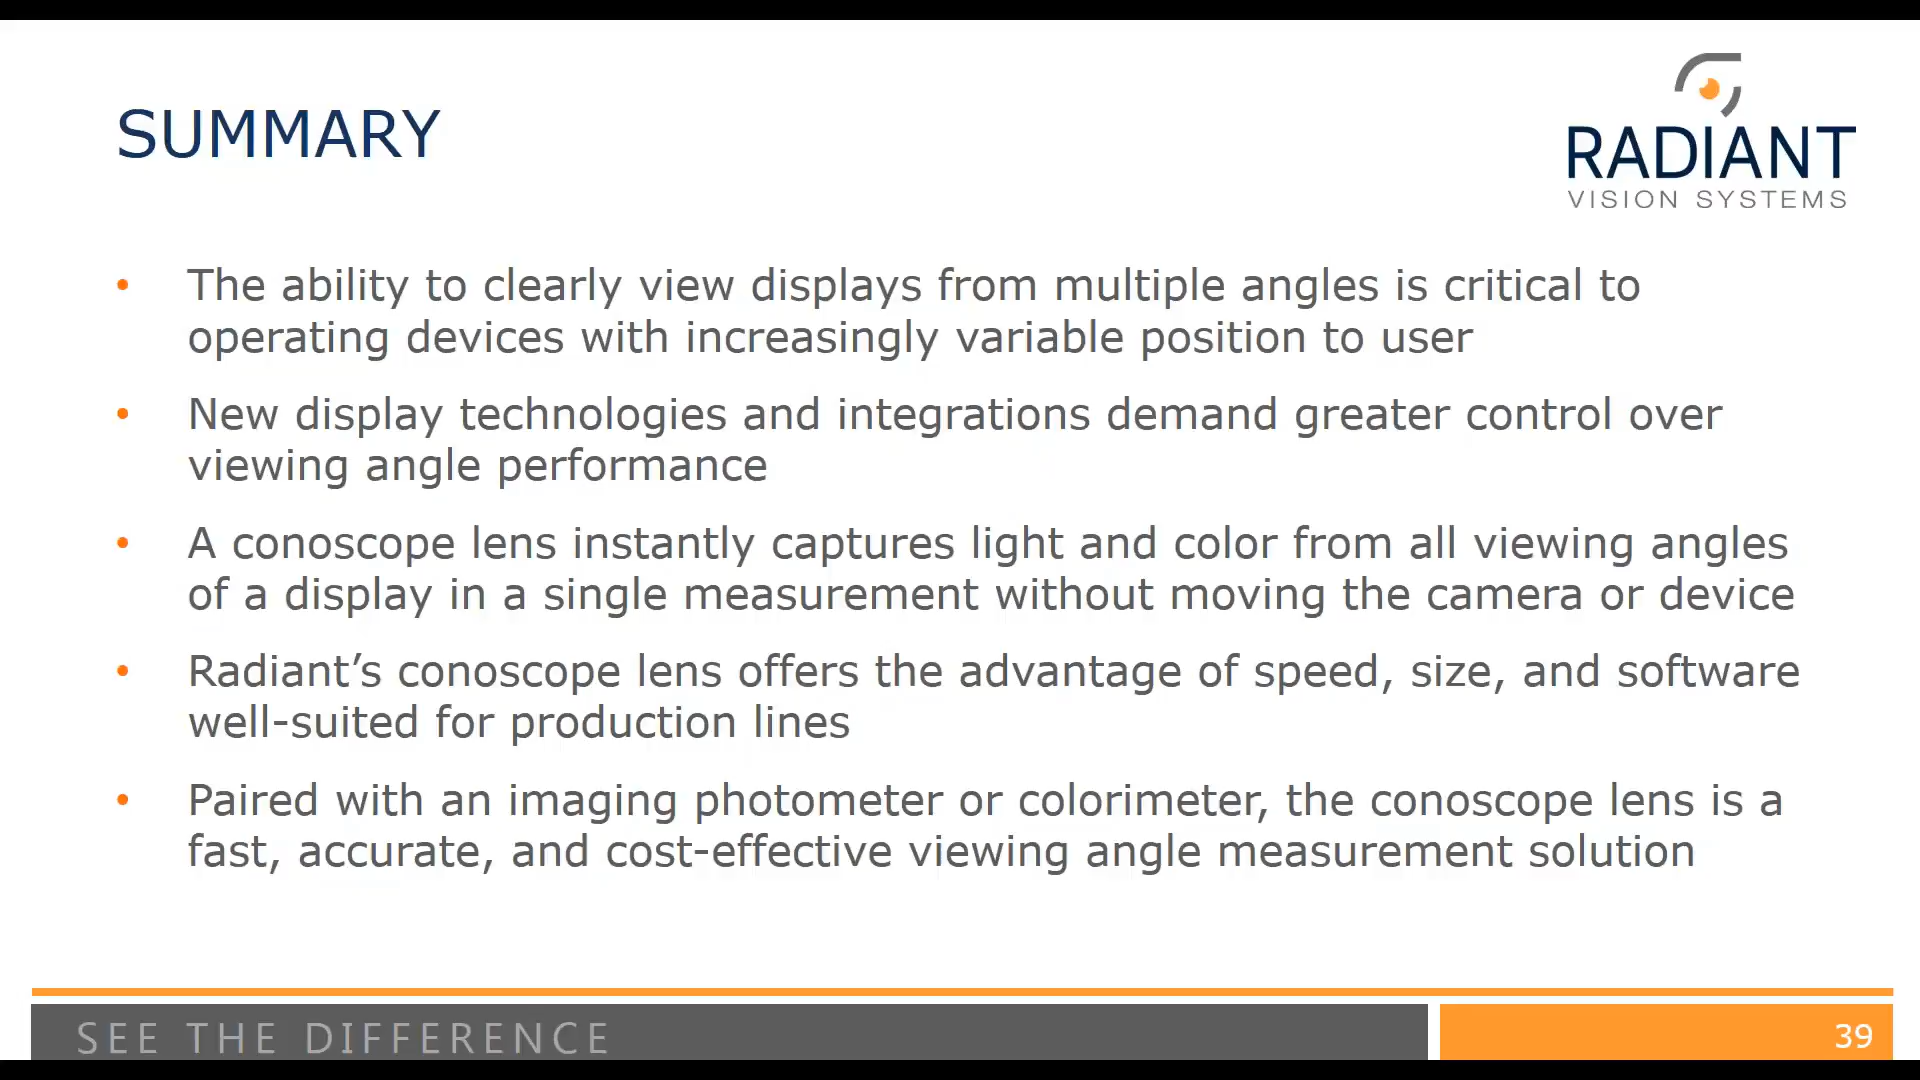 SUMMARY
RADIANT
VISION SYSTEMS
• The ability to clearly view displays from multiple angles is critical to
operating devices with increasingly variable position to user
• New display technologies and integrations demand greater control over
viewing angle performance
• A conoscope lens instantly captures light and color from all viewing angles
of a display in a single measurement without moving the camera or device
• Radiant’s conoscope lens offers the advantage of speed, size, and software
well-suited for production lines
• Paired with an imaging photometer or colorimeter, the conoscope lens is a
fast, accurate, and cost-effective viewing angle measurement solution
SEE THE DIFFERENCE
39